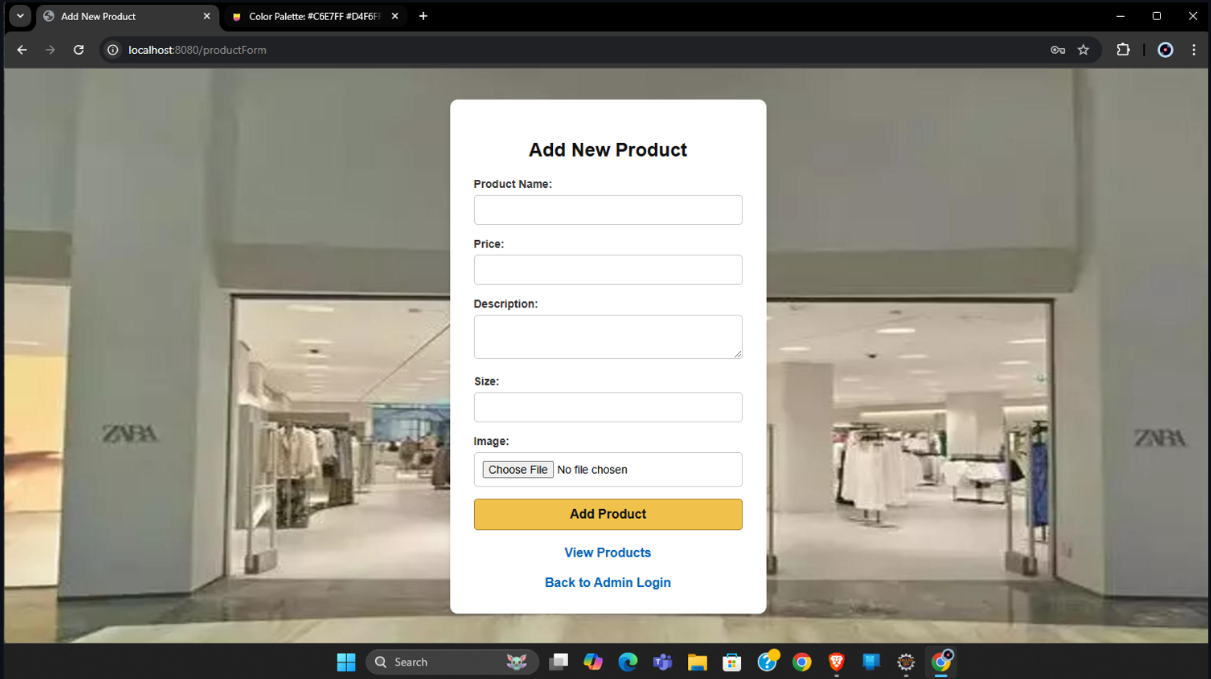 Add New Product
Color Palette: #C6E7FF #D4F6FF
localhost:8080/productForm
Add New Product
Product Name:
Price:
Description:
Size:
Image:
Choose File No file chosen
Add Product
View Products
Back to Admin Login
ZARA
ZARA
Search